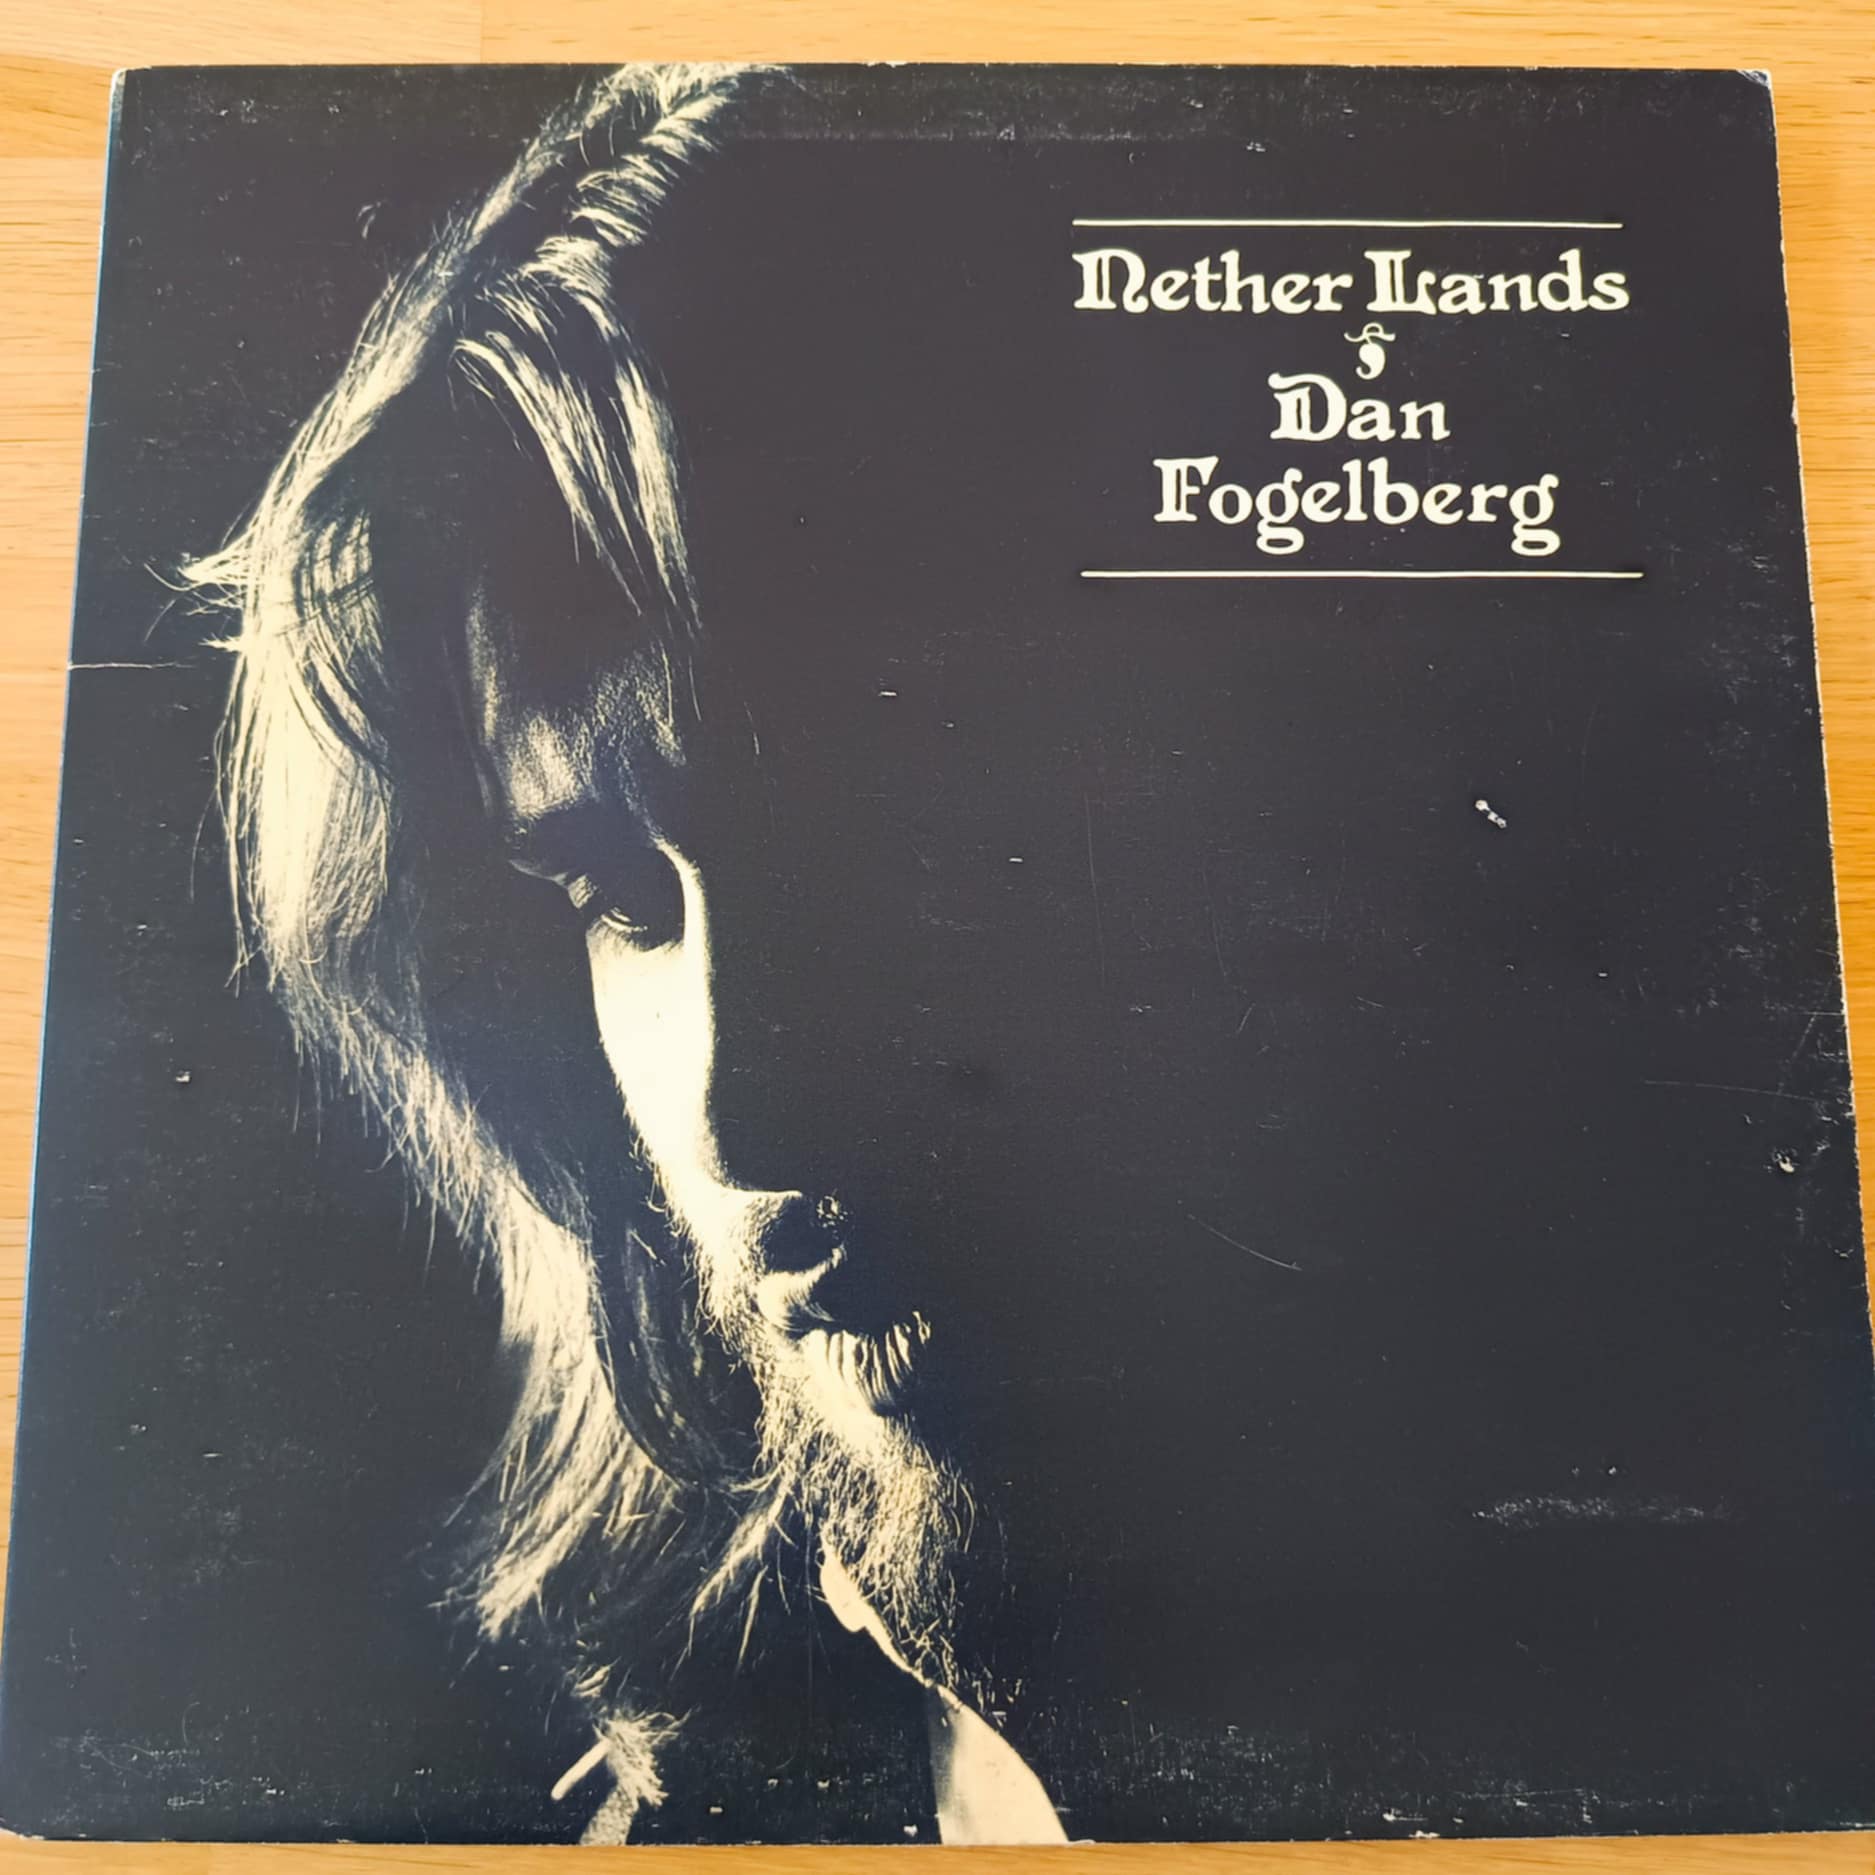 Nether Lands
Dan
Fogelberg